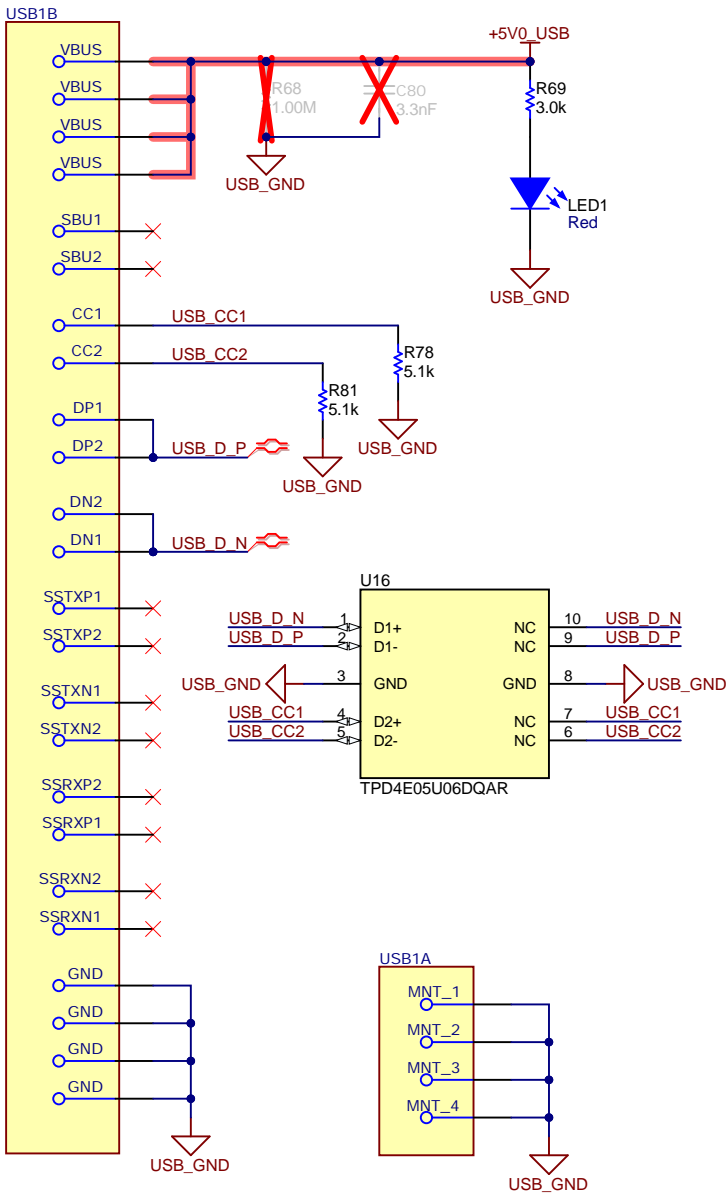 USB1B
VBUS
VBUS
VBUS
VBUS
SBU1
SBU2
CC1
CC2
DP1
DP2
DN2
DN1
SSTXP1
SSTXP2
SSTXN1
SSTXN2
SSRXP2
SSRXP1
SSRXN2
SSRXN1
GND
GND
GND
GND
USB_GND
R68
1.00M
C80
3.3nF
USB_GND
+5V0_USB
R69
3.0k
LED1
Red
USB_GND
USB_CC1
USB_CC2
R78
5.1k
USB_GND
R81
5.1k
USB_GND
USB_D_P
USB_D_N
U16
USB_D_N 1 D1+ NC 10 USB_D_N
USB_D_P 2 D1- NC 9 USB_D_P
USB_GND 3 GND GND 8 USB_GND
USB_CC1 4 D2+ NC 7 USB_CC1
USB_CC2 5 D2- NC 6 USB_CC2
TPD4E05U06DQAR
USB1A
MNT_1
MNT_2
MNT_3
MNT_4
USB_GND